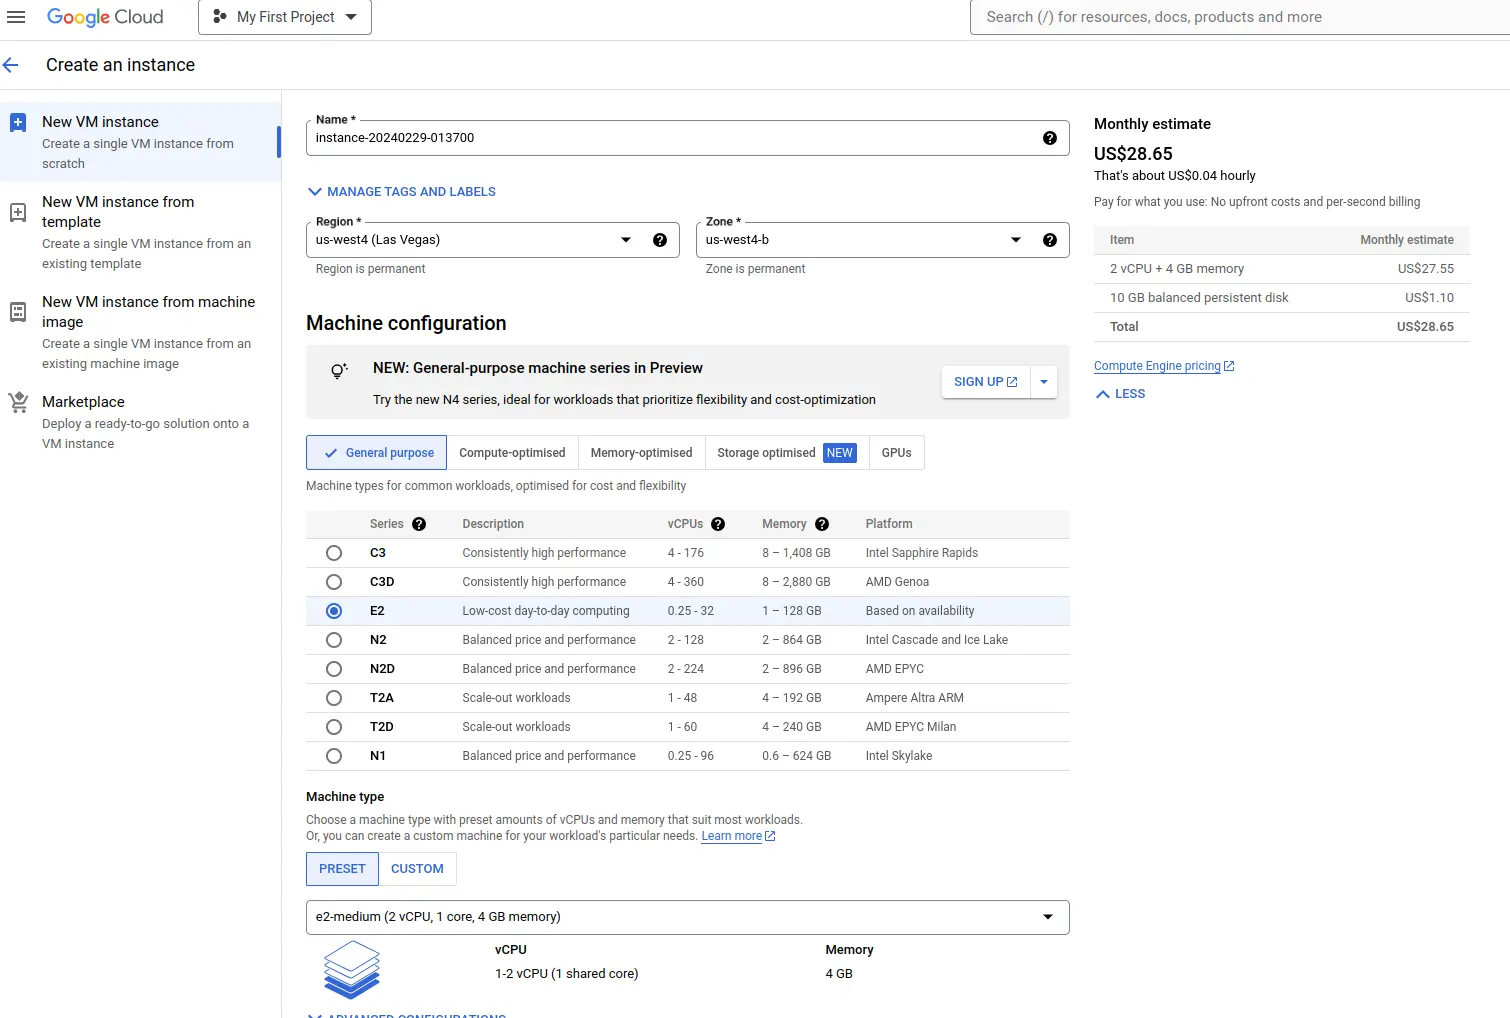 Google Cloud
My First Project
Search (/) for resources, docs, products and more
Create an instance
New VM instance
Create a single VM instance from
scratch
New VM instance from
template
Create a single VM instance from an
existing template
New VM instance from machine
image
Create a single VM instance from an
existing machine image
Marketplace
Deploy a ready-to-go solution onto a
VM instance
Name *
instance-20240229-013700
MANAGE TAGS AND LABELS
Region *
us-west4 (Las Vegas)
Region is permanent
Zone *
us-west4-b
Zone is permanent
Machine configuration
NEW: General-purpose machine series in Preview
Try the new N4 series, ideal for workloads that prioritize flexibility and cost-optimization
SIGN UP
General purpose Compute-optimised Memory-optimised Storage optimised NEW GPUs
Machine types for common workloads, optimised for cost and flexibility
Series Description vCPUs Memory Platform
C3 Consistently high performance 4 - 176 8 – 1,408 GB Intel Sapphire Rapids
C3D Consistently high performance 4 - 360 8 – 2,880 GB AMD Genoa
E2 Low-cost day-to-day computing 0.25 - 32 1 – 128 GB Based on availability
N2 Balanced price and performance 2 - 128 2 – 864 GB Intel Cascade and Ice Lake
N2D Balanced price and performance 2 - 224 2 – 896 GB AMD EPYC
T2A Scale-out workloads 1 - 48 4 – 192 GB Ampere Altra ARM
T2D Scale-out workloads 1 - 60 4 – 240 GB AMD EPYC Milan
N1 Balanced price and performance 0.25 - 96 0.6 – 624 GB Intel Skylake
Machine type
Choose a machine type with preset amounts of vCPUs and memory that suit most workloads.
Or, you can create a custom machine for your workload's particular needs. Learn more
PRESET CUSTOM
e2-medium (2 vCPU, 1 core, 4 GB memory)
vCPU Memory
1-2 vCPU (1 shared core) 4 GB
ADVANCED CONFIGURATIONS
Monthly estimate
US$28.65
That's about US$0.04 hourly
Pay for what you use: No upfront costs and per-second billing
Item Monthly estimate
2 vCPU + 4 GB memory US$27.55
10 GB balanced persistent disk US$1.10
Total US$28.65
Compute Engine pricing
LESS